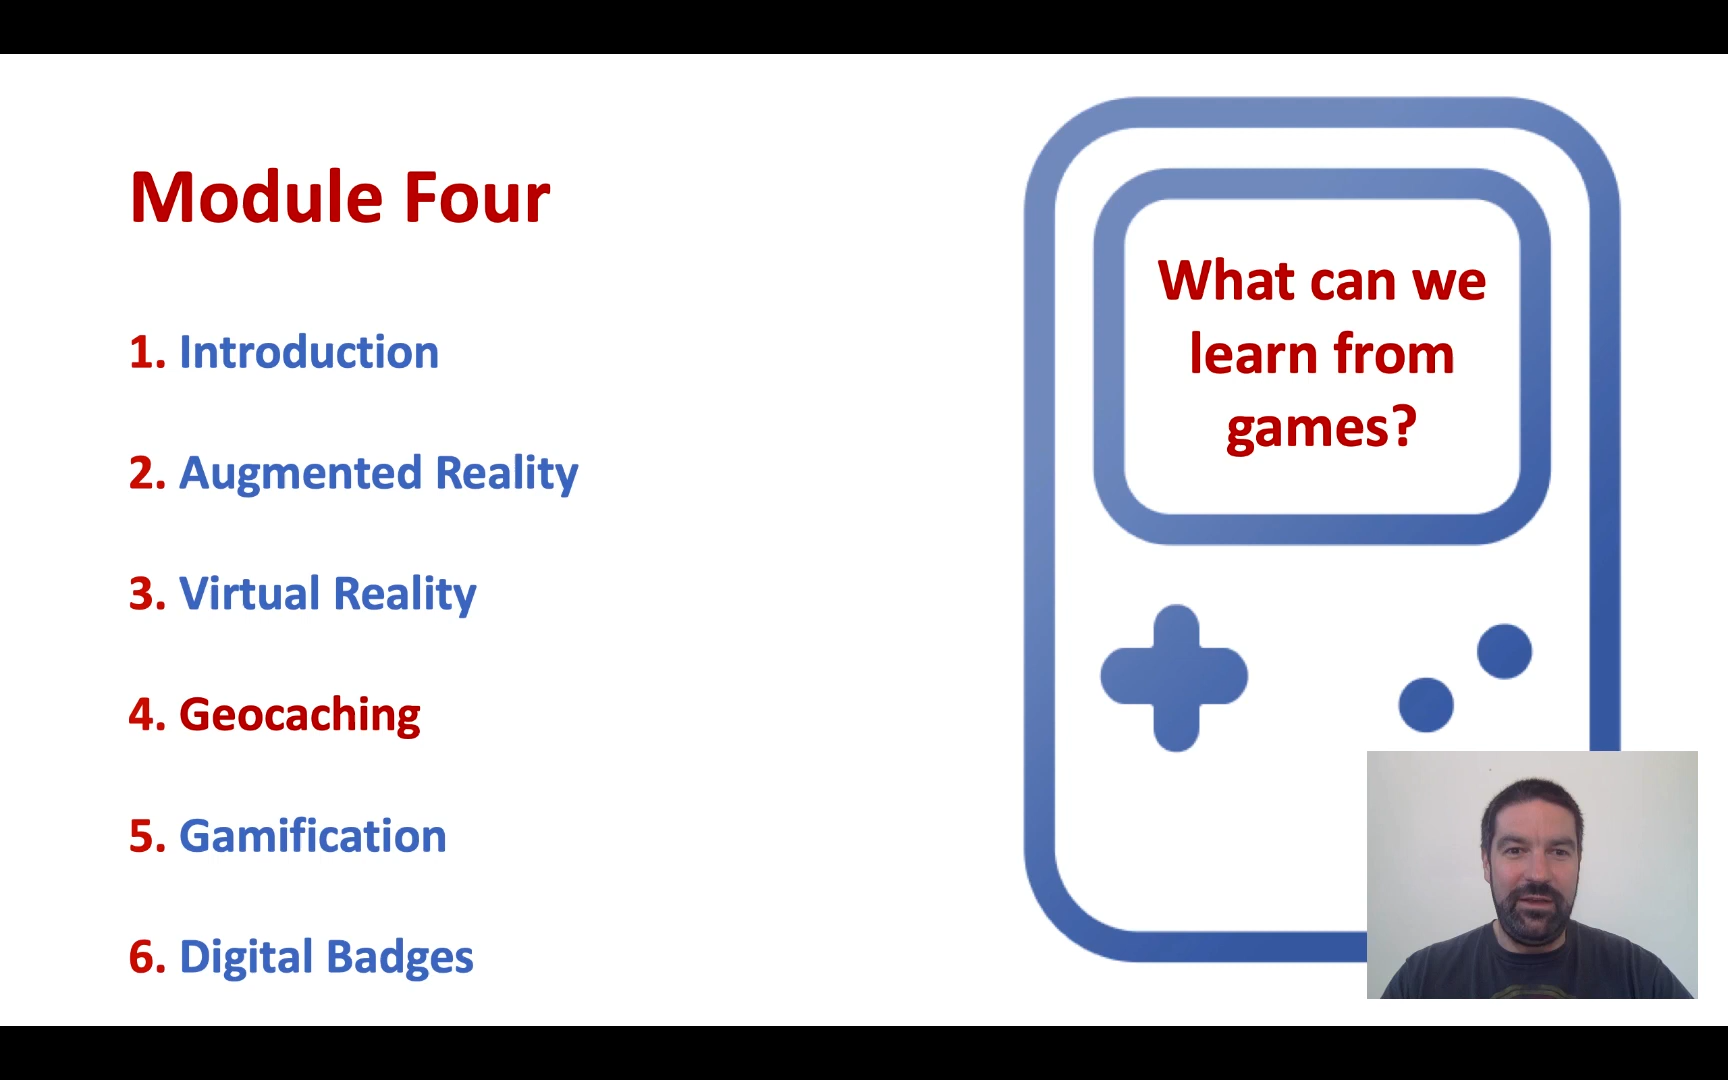 Module Four
1. Introduction
2. Augmented Reality
3. Virtual Reality
4. Geocaching
5. Gamification
6. Digital Badges
What can we
learn from
games?